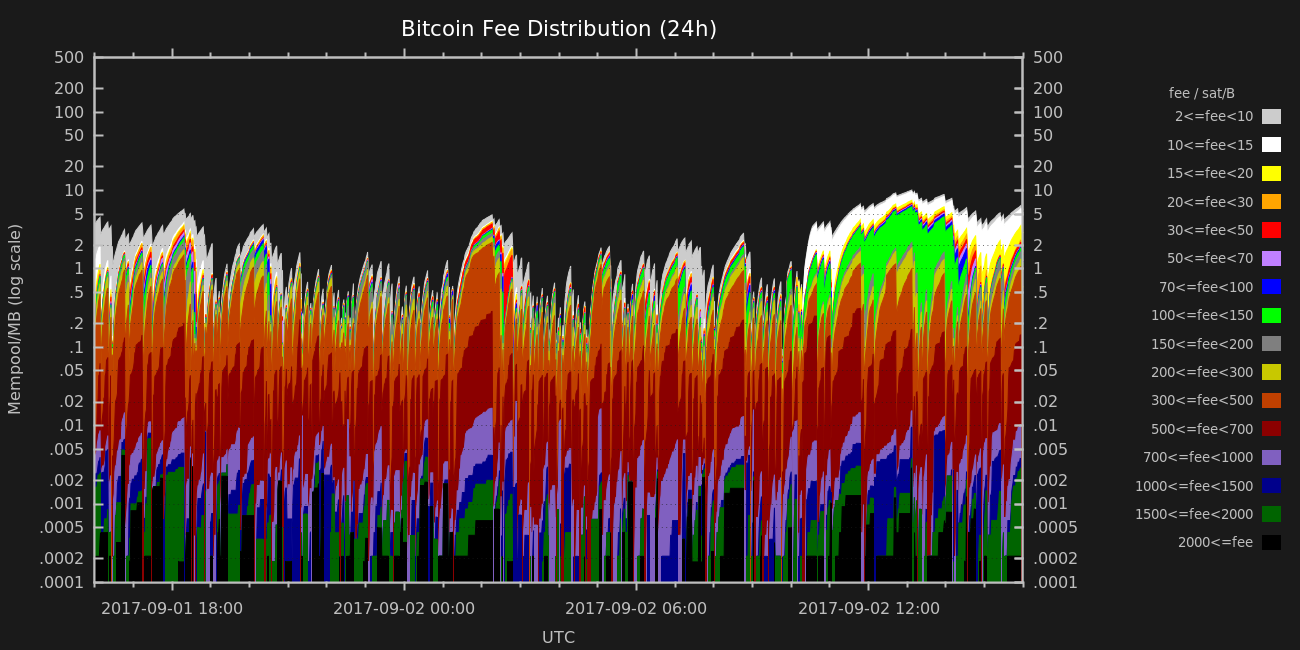 Bitcoin Fee Distribution (24h)
500
200
100
50
20
10
5
2
1
.5
.2
.1
.05
.02
.01
.005
.002
.001
.0005
.0002
.0001
Mempool/MB (log scale)
500
200
100
50
20
10
5
2
1
.5
.2
.1
.05
.02
.01
.005
.002
.001
.0005
.0002
.0001
2017-09-01 18:00 2017-09-02 00:00 2017-09-02 06:00 2017-09-02 12:00
UTC
fee / sat/B
2<=fee<10
10<=fee<15
15<=fee<20
20<=fee<30
30<=fee<50
50<=fee<70
70<=fee<100
100<=fee<150
150<=fee<200
200<=fee<300
300<=fee<500
500<=fee<700
700<=fee<1000
1000<=fee<1500
1500<=fee<2000
2000<=fee